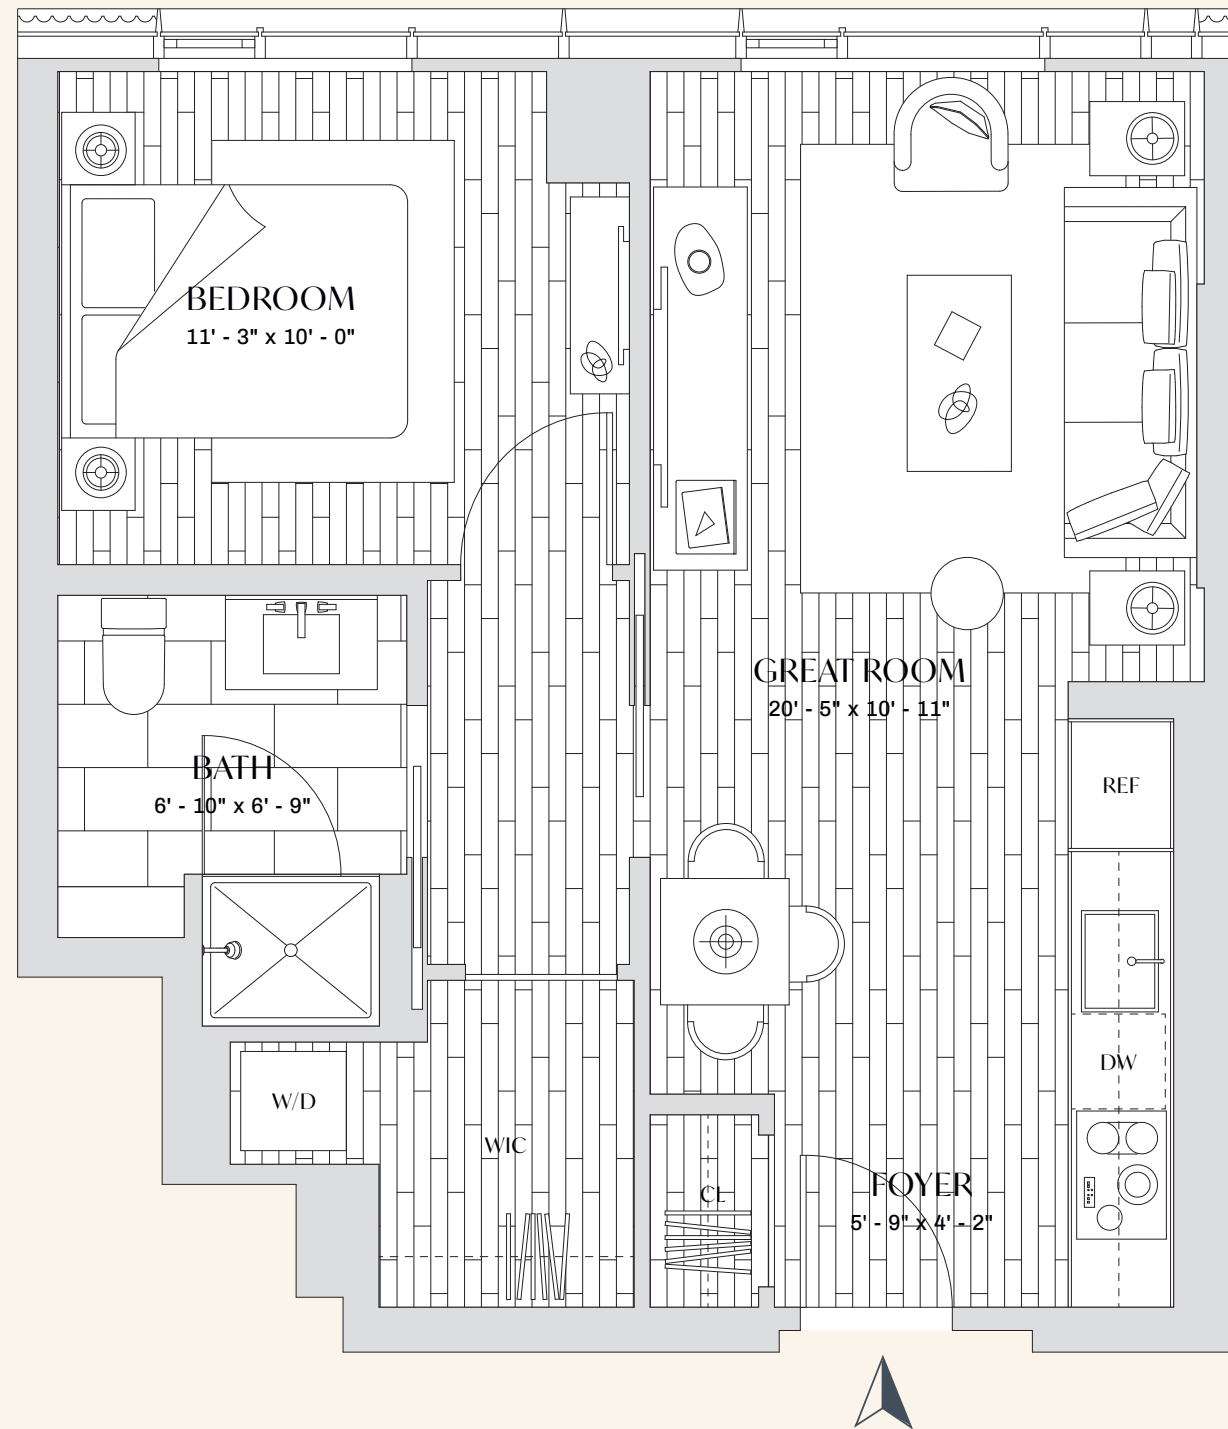 BEDROOM
11' - 3" x 10' - 0"
GREAT ROOM
20' - 5" x 10' - 11"
BATH
6' - 10" x 6' - 9"
REF
DW
W/D
WIC
CL
FOYER
5' - 9" x 4' - 2"